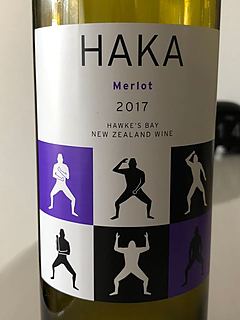 HAKA
Merlot
2017
HAWKE'S BAY
NEW ZEALAND WINE